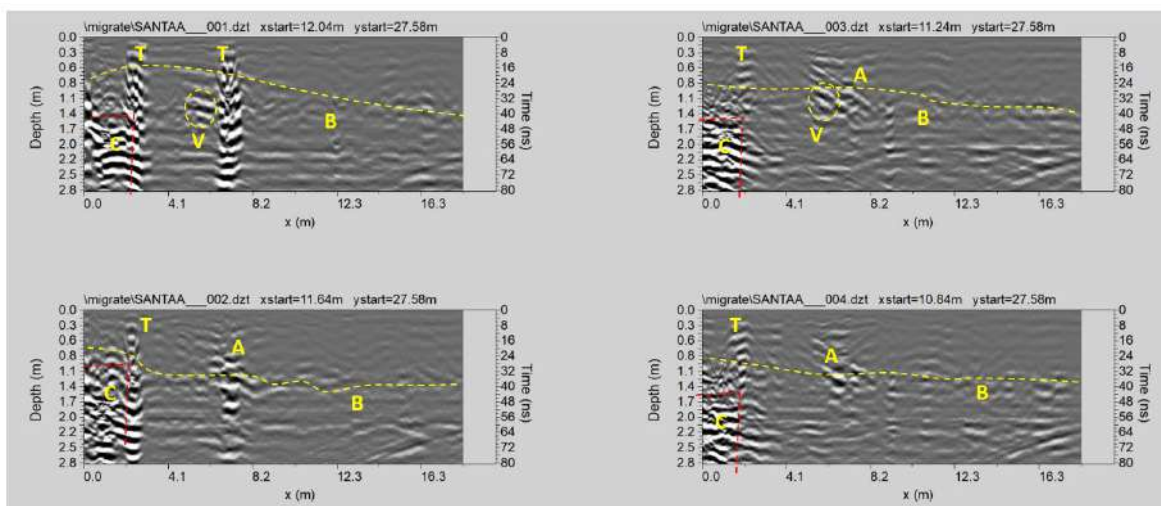 \migrate\SANTAA___001.dzt xstart=12.04m ystart=27.58m
0.0
0.3
0.6
0.8
1.1
1.4
1.7
2.0
2.2
2.5
2.8
Depth (m)
T
T
V
B
C
0
8
16
24
32
40
48
56
64
72
80
Time (ns)
0.0 4.1 8.2 12.3 16.3
x (m)
\migrate\SANTAA___003.dzt xstart=11.24m ystart=27.58m
0.0
0.3
0.6
0.8
1.1
1.4
1.7
2.0
2.2
2.5
2.8
Depth (m)
T
A
V
B
C
0
8
16
24
32
40
48
56
64
72
80
Time (ns)
0.0 4.1 8.2 12.3 16.3
x (m)
\migrate\SANTAA___002.dzt xstart=11.64m ystart=27.58m
0.0
0.3
0.6
0.8
1.1
1.4
1.7
2.0
2.2
2.5
2.8
Depth (m)
T
A
C
B
0
8
16
24
32
40
48
56
64
72
80
Time (ns)
0.0 4.1 8.2 12.3 16.3
x (m)
\migrate\SANTAA___004.dzt xstart=10.84m ystart=27.58m
0.0
0.3
0.6
0.8
1.1
1.4
1.7
2.0
2.2
2.5
2.8
Depth (m)
T
A
B
C
0
8
16
24
32
40
48
56
64
72
80
Time (ns)
0.0 4.1 8.2 12.3 16.3
x (m)